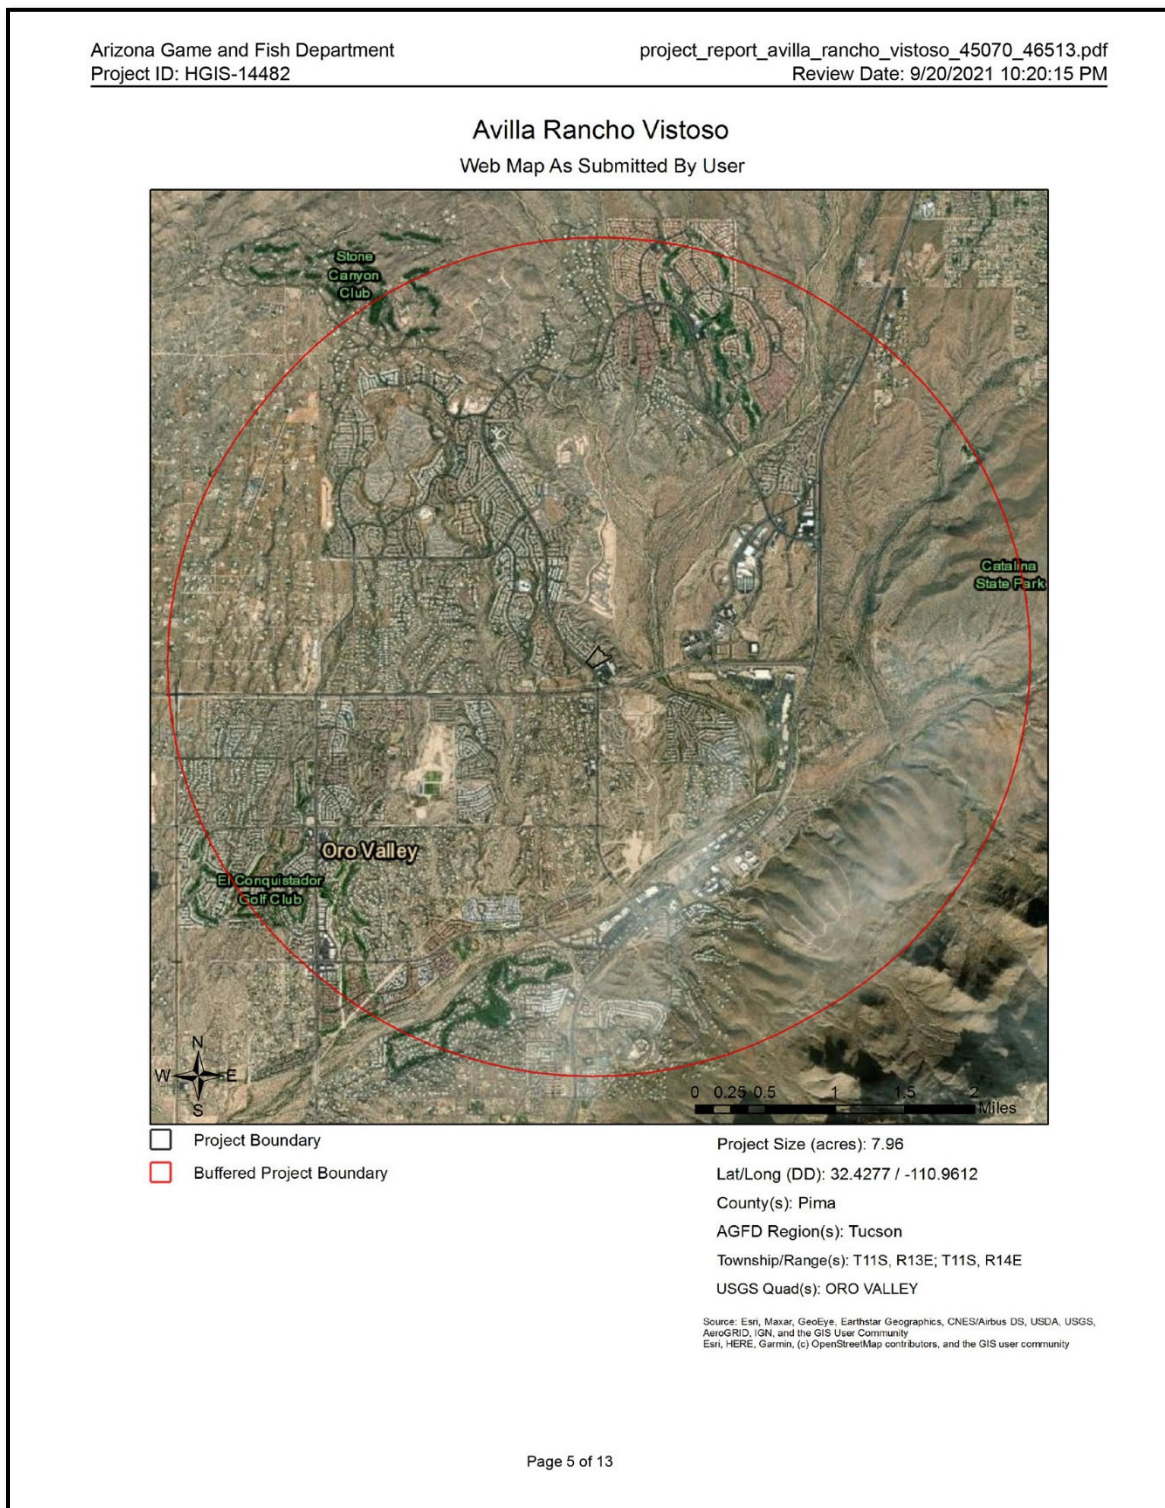 Arizona Game and Fish Department
project_report_avilla_rancho_vistoso_45070_46513.pdf
Project ID: HGIS-14482
Review Date: 9/20/2021 10:20:15 PM
Avilla Rancho Vistoso
Web Map As Submitted By User
Stone
Canyon
Club
Catalina
State Park
Oro Valley
El Conquistador
Golf Club
N
W
E
S
0 0.25 0.5 1 1.5 2
Miles
Project Boundary
Buffered Project Boundary
Project Size (acres): 7.96
Lat/Long (DD): 32.4277 / -110.9612
County(s): Pima
AGFD Region(s): Tucson
Township/Range(s): T11S, R13E; T11S, R14E
USGS Quad(s): ORO VALLEY
Source: Esri, Maxar, GeoEye, Earthstar Geographics, CNES/Airbus DS, USDA, USGS,
AeroGRID, IGN, and the GIS User Community
Esri, HERE, Garmin, (c) OpenStreetMap contributors, and the GIS user community
Page 5 of 13